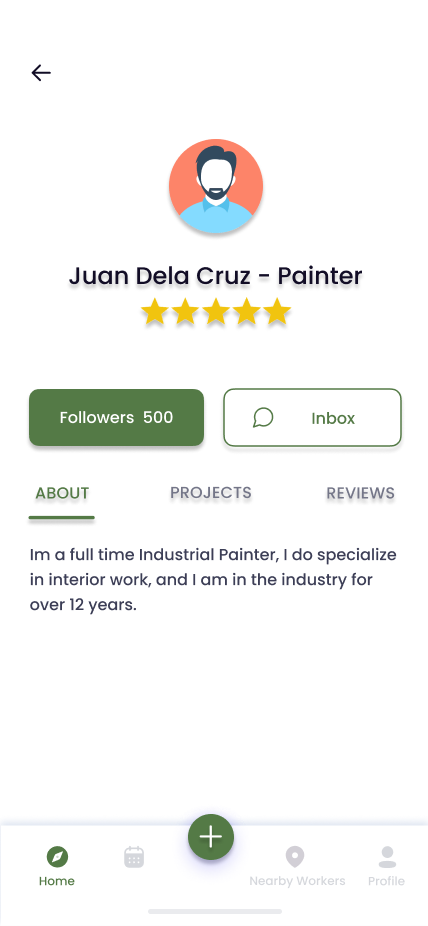 Juan Dela Cruz - Painter
Followers 500
Inbox
ABOUT
PROJECTS
REVIEWS
Im a full time Industrial Painter, I do specialize
in interior work, and I am in the industry for
over 12 years.
Home
Nearby Workers
Profile